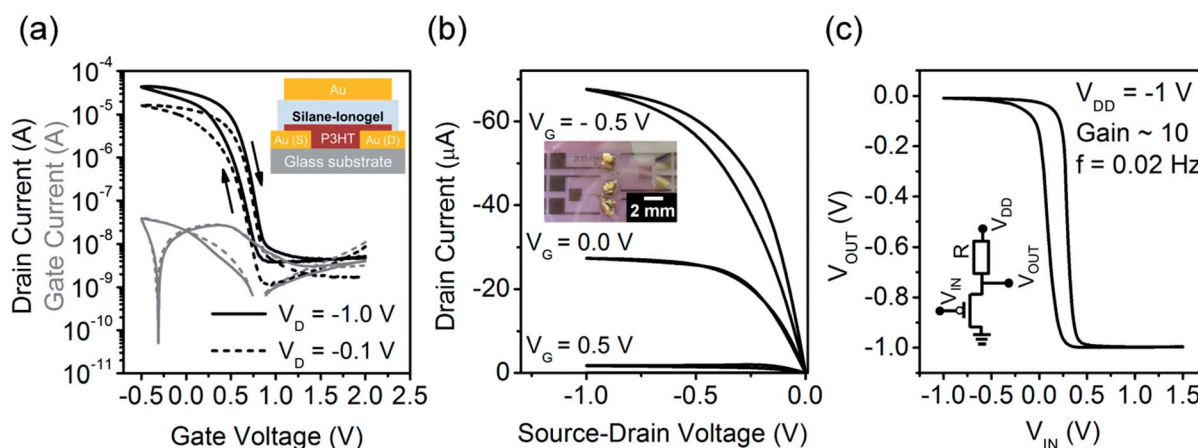 (a)
Drain Current (A)
Gate Current (A)
10⁻⁴
10⁻⁵
10⁻⁶
10⁻⁷
10⁻⁸
10⁻⁹
10⁻¹⁰
10⁻¹¹
Au
Silane-Ionogel
Au (S) P3HT Au (D)
Glass substrate
V_D = -1.0 V
V_D = -0.1 V
-0.5 0.0 0.5 1.0 1.5 2.0 2.5
Gate Voltage (V)
(b)
Drain Current (µA)
-60
-40
-20
0
V_G = - 0.5 V
2 mm
V_G = 0.0 V
V_G = 0.5 V
-1.0 -0.5 0.0
Source-Drain Voltage (V)
(c)
V_OUT (V)
0.0
-0.2
-0.4
-0.6
-0.8
-1.0
V_DD = -1 V
Gain ~ 10
f = 0.02 Hz
V_DD
R
V_OUT
V_IN
-1.0 -0.5 0.0 0.5 1.0 1.5
V_IN (V)